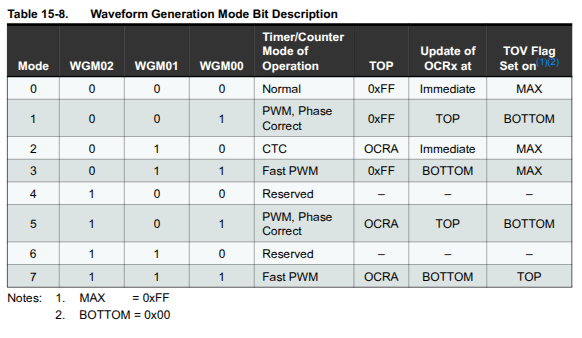 Table 15-8. Waveform Generation Mode Bit Description
Timer/Counter
Mode of Update of TOV Flag
Mode WGM02 WGM01 WGM00 Operation TOP OCRx at Set on(1)(2)
0 0 0 0 Normal 0xFF Immediate MAX
1 0 0 1 PWM, Phase Correct 0xFF TOP BOTTOM
2 0 1 0 CTC OCRA Immediate MAX
3 0 1 1 Fast PWM 0xFF BOTTOM MAX
4 1 0 0 Reserved – – –
5 1 0 1 PWM, Phase Correct OCRA TOP BOTTOM
6 1 1 0 Reserved – – –
7 1 1 1 Fast PWM OCRA BOTTOM TOP
Notes: 1. MAX = 0xFF
2. BOTTOM = 0x00